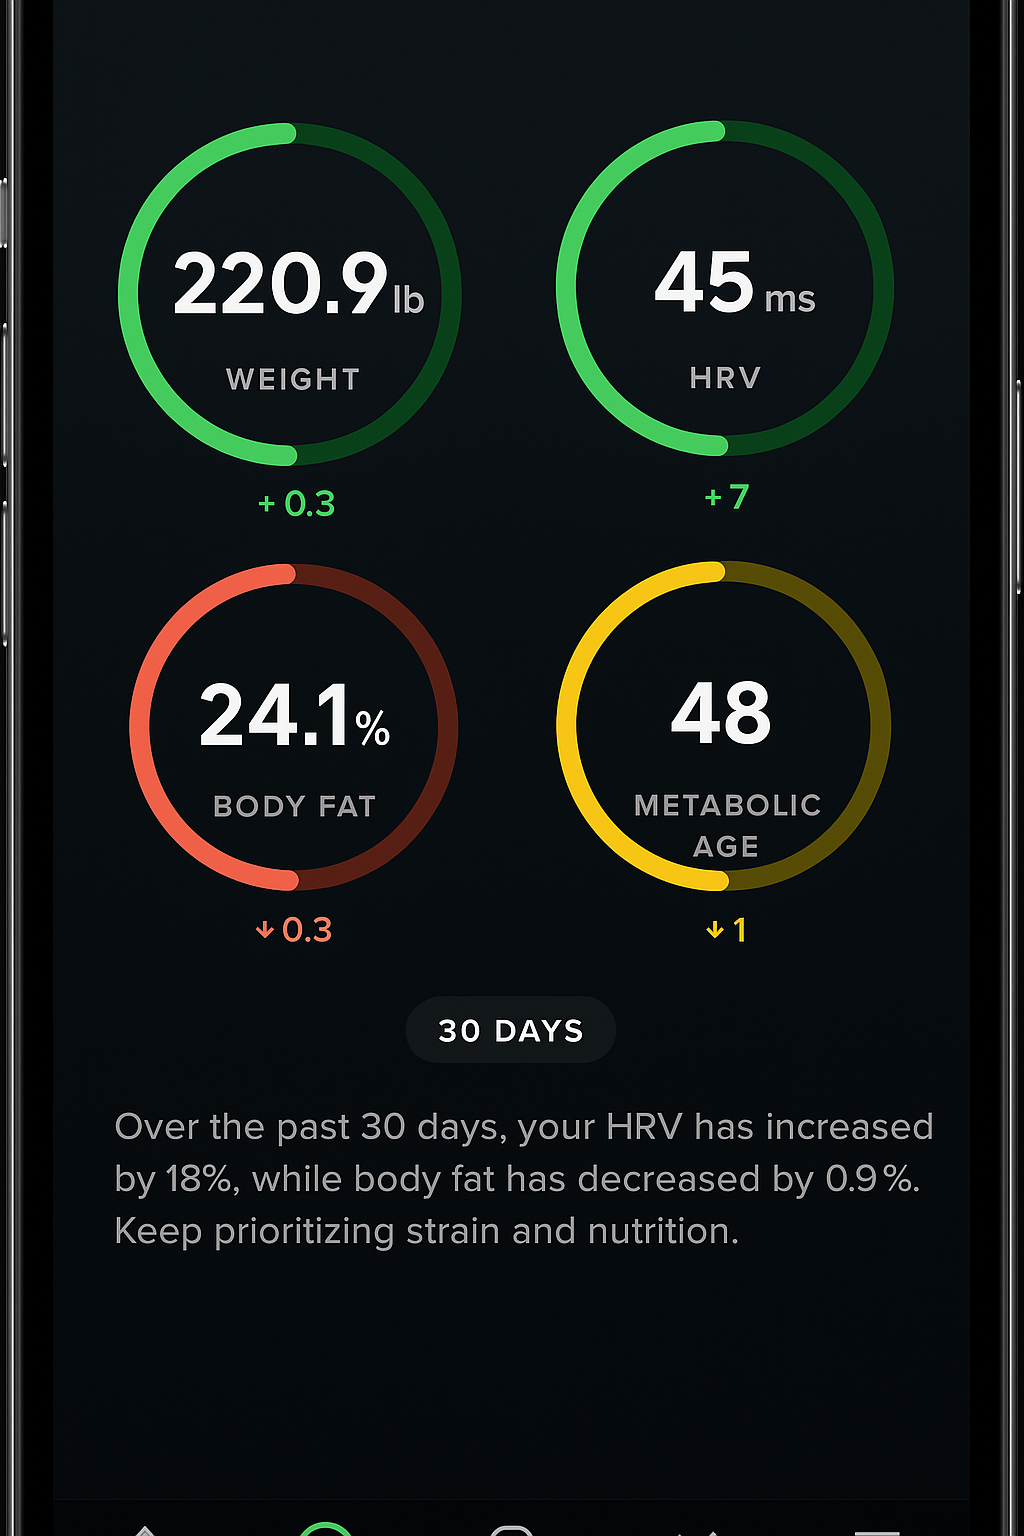 220.9 lb
WEIGHT
+ 0.3
45 ms
HRV
+ 7
24.1%
BODY FAT
↓ 0.3
48
METABOLIC
AGE
↓ 1
30 DAYS
Over the past 30 days, your HRV has increased
by 18%, while body fat has decreased by 0.9 %.
Keep prioritizing strain and nutrition.